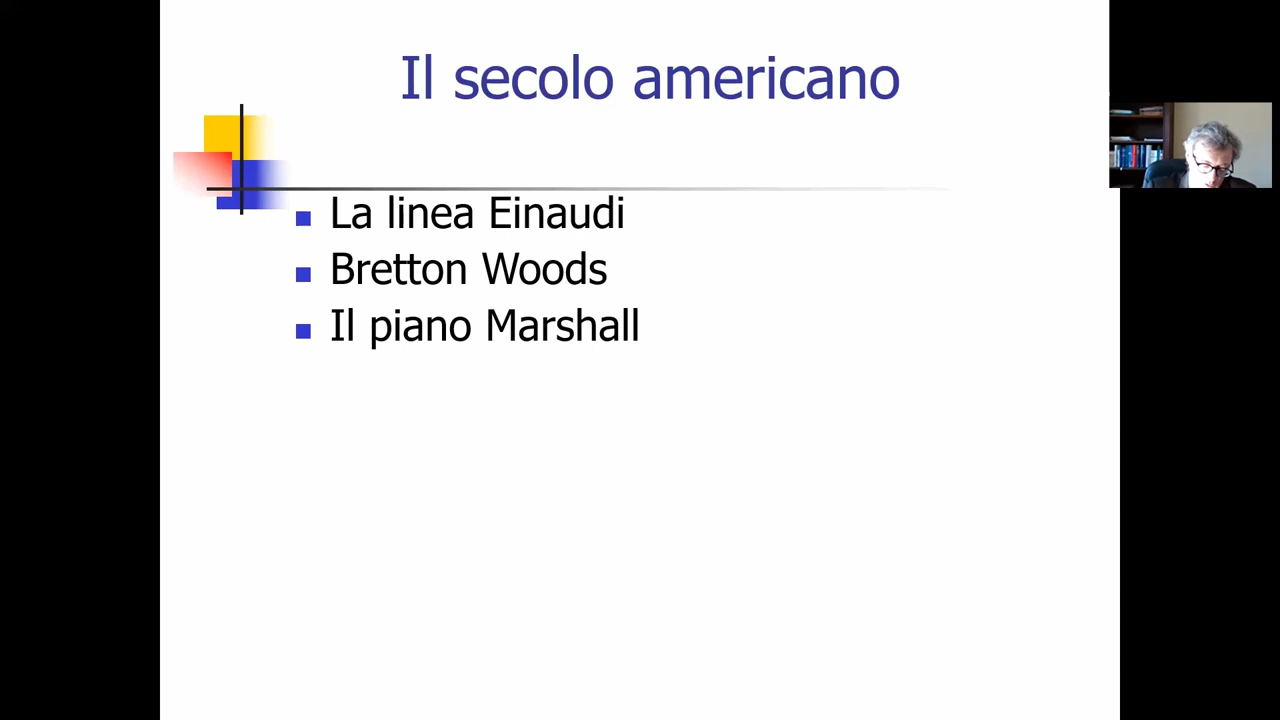 Il secolo americano
La linea Einaudi
Bretton Woods
Il piano Marshall